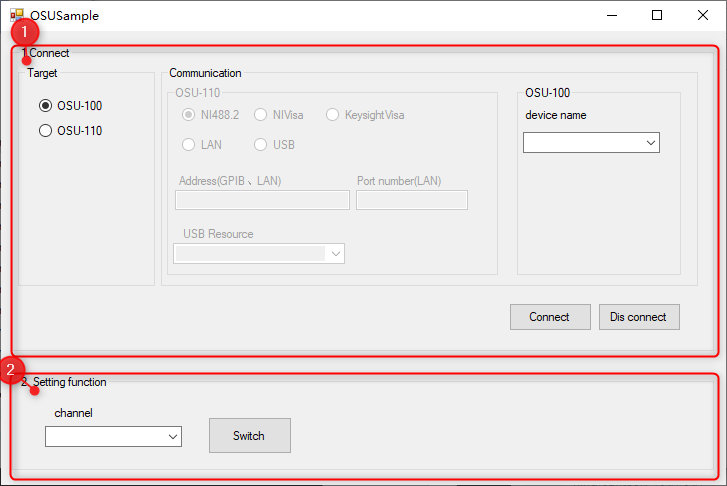 OSUSample
1
1 Connect
Target
OSU-100
OSU-110
Communication
OSU-110
NI488.2
NIVisa
KeysightVisa
LAN
USB
Address(GPIB、LAN)
Port number(LAN)
USB Resource
OSU-100
device name
Connect
Dis connect
2
2 Setting function
channel
Switch